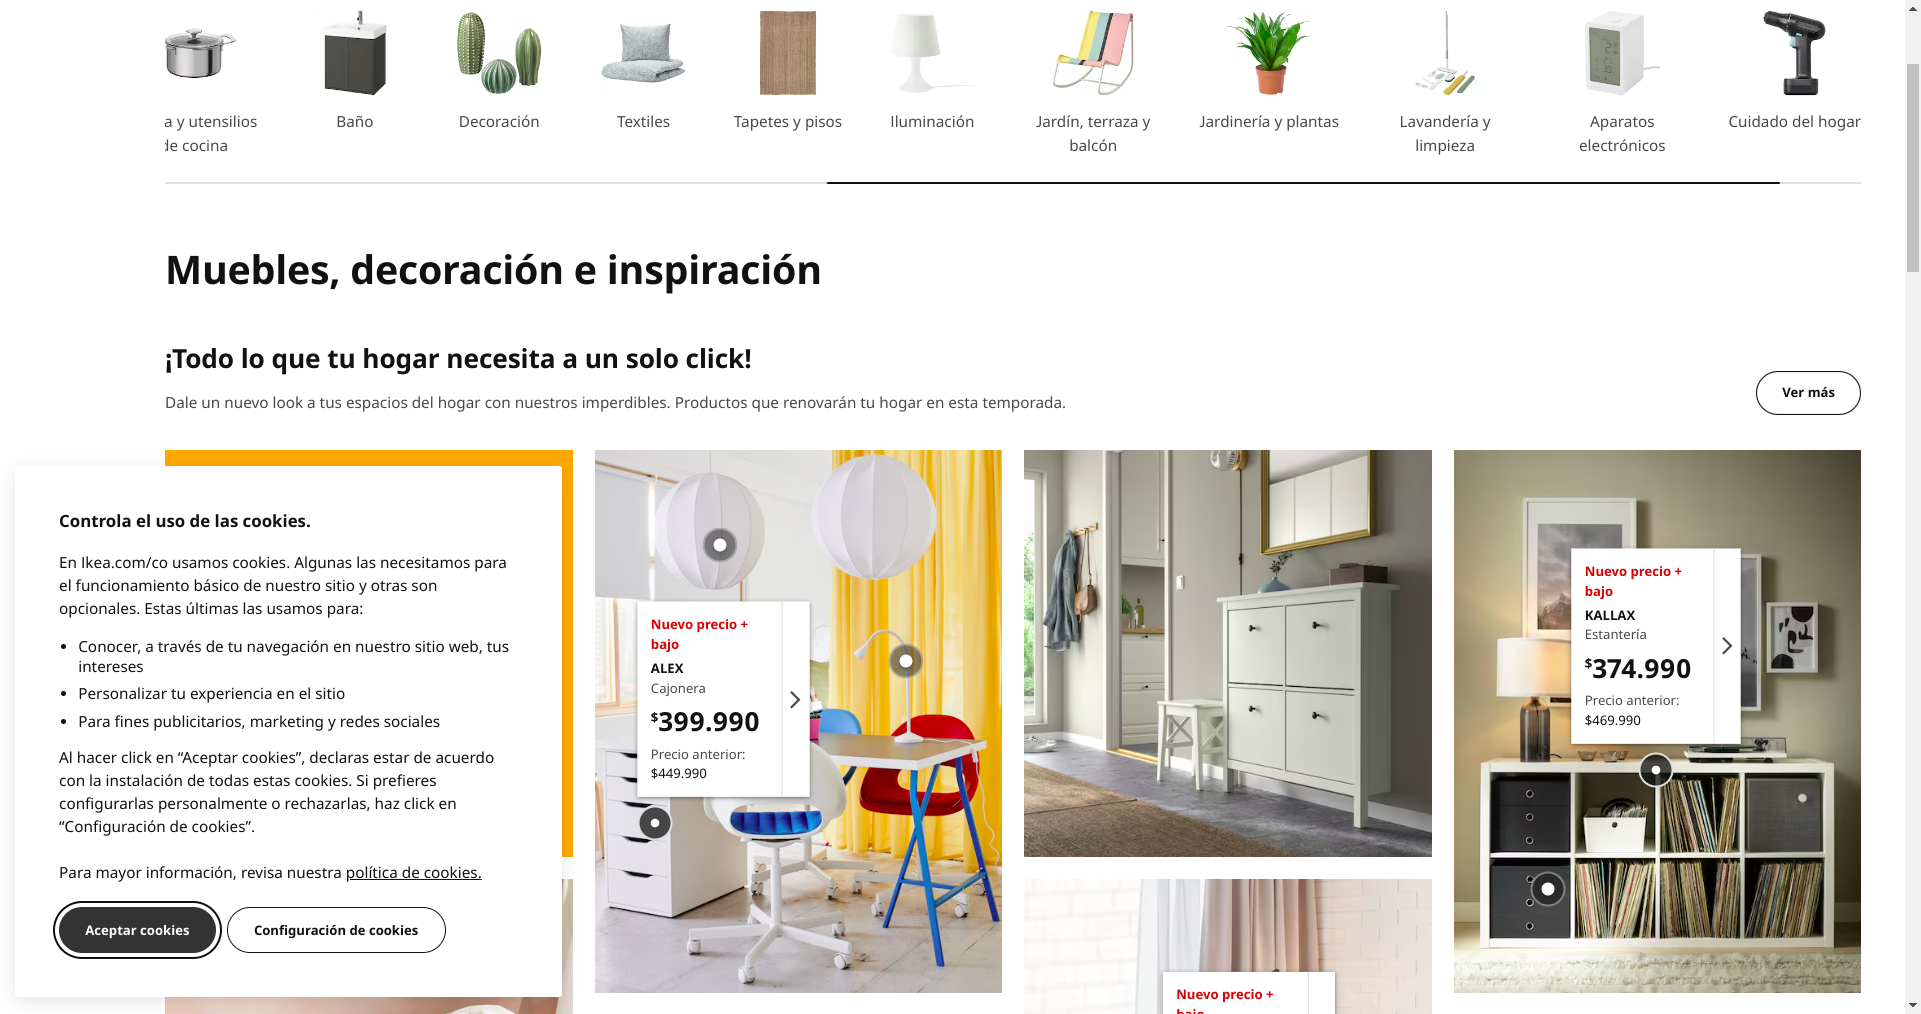 a y utensilios
de cocina
Baño
Decoración
Textiles
Tapetes y pisos
Iluminación
Jardín, terraza y
balcón
Jardinería y plantas
Lavandería y
limpieza
Aparatos
electrónicos
Cuidado del hogar
Muebles, decoración e inspiración
¡Todo lo que tu hogar necesita a un solo click!
Dale un nuevo look a tus espacios del hogar con nuestros imperdibles. Productos que renovarán tu hogar en esta temporada.
Ver más
Controla el uso de las cookies.
En Ikea.com/co usamos cookies. Algunas las necesitamos para
el funcionamiento básico de nuestro sitio y otras son
opcionales. Estas últimas las usamos para:
• Conocer, a través de tu navegación en nuestro sitio web, tus
intereses
• Personalizar tu experiencia en el sitio
• Para fines publicitarios, marketing y redes sociales
Al hacer click en “Aceptar cookies”, declaras estar de acuerdo
con la instalación de todas estas cookies. Si prefieres
configurarlas personalmente o rechazarlas, haz click en
“Configuración de cookies”.
Para mayor información, revisa nuestra política de cookies.
Aceptar cookies
Configuración de cookies
Nuevo precio +
bajo
ALEX
Cajonera
$399.990
Precio anterior:
$449.990
Nuevo precio +
bajo
KALLAX
Estantería
$374.990
Precio anterior:
$469.990
Nuevo precio +
bajo